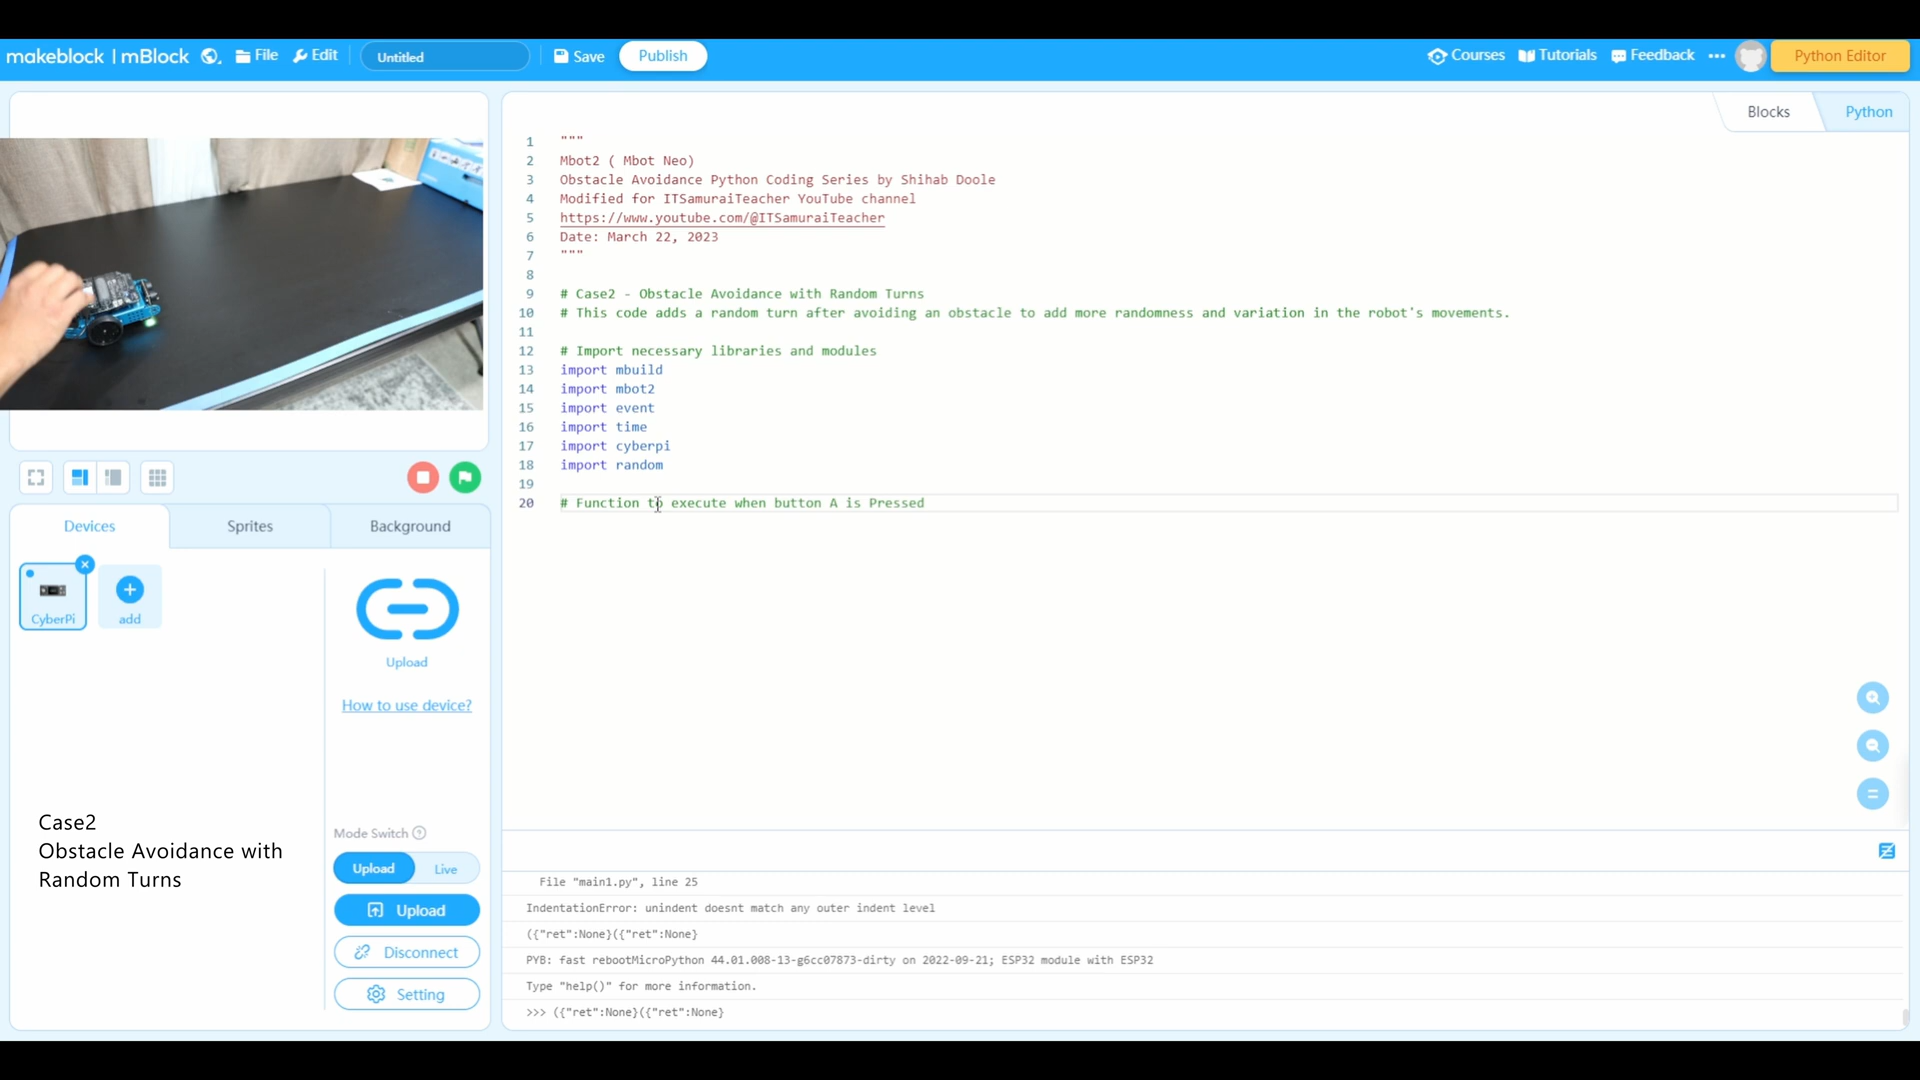 makeblock | mBlock File Edit Untitled Save Publish Courses Tutorials Feedback ••• Python Editor
Blocks Python
1 """
2 Mbot2 ( Mbot Neo)
3 Obstacle Avoidance Python Coding Series by Shihab Doole
4 Modified for ITSamuraiTeacher YouTube channel
5 https://www.youtube.com/@ITSamuraiTeacher
6 Date: March 22, 2023
7 """
8
9 # Case2 - Obstacle Avoidance with Random Turns
10 # This code adds a random turn after avoiding an obstacle to add more randomness and variation in the robot's movements.
11
12 # Import necessary libraries and modules
13 import mbuild
14 import mbot2
15 import event
16 import time
17 import cyberpi
18 import random
19
20 # Function to execute when button A is Pressed
Devices Sprites Background
CyberPi
add
Upload
How to use device?
Case2
Obstacle Avoidance with
Random Turns
Mode Switch ?
Upload Live
Upload
Disconnect
Setting
File "main1.py", line 25
IndentationError: unindent doesnt match any outer indent level
({"ret":None}({"ret":None}
PYB: fast rebootMicroPython 44.01.008-13-g6cc07873-dirty on 2022-09-21; ESP32 module with ESP32
Type "help()" for more information.
>>> ({"ret":None}({"ret":None}